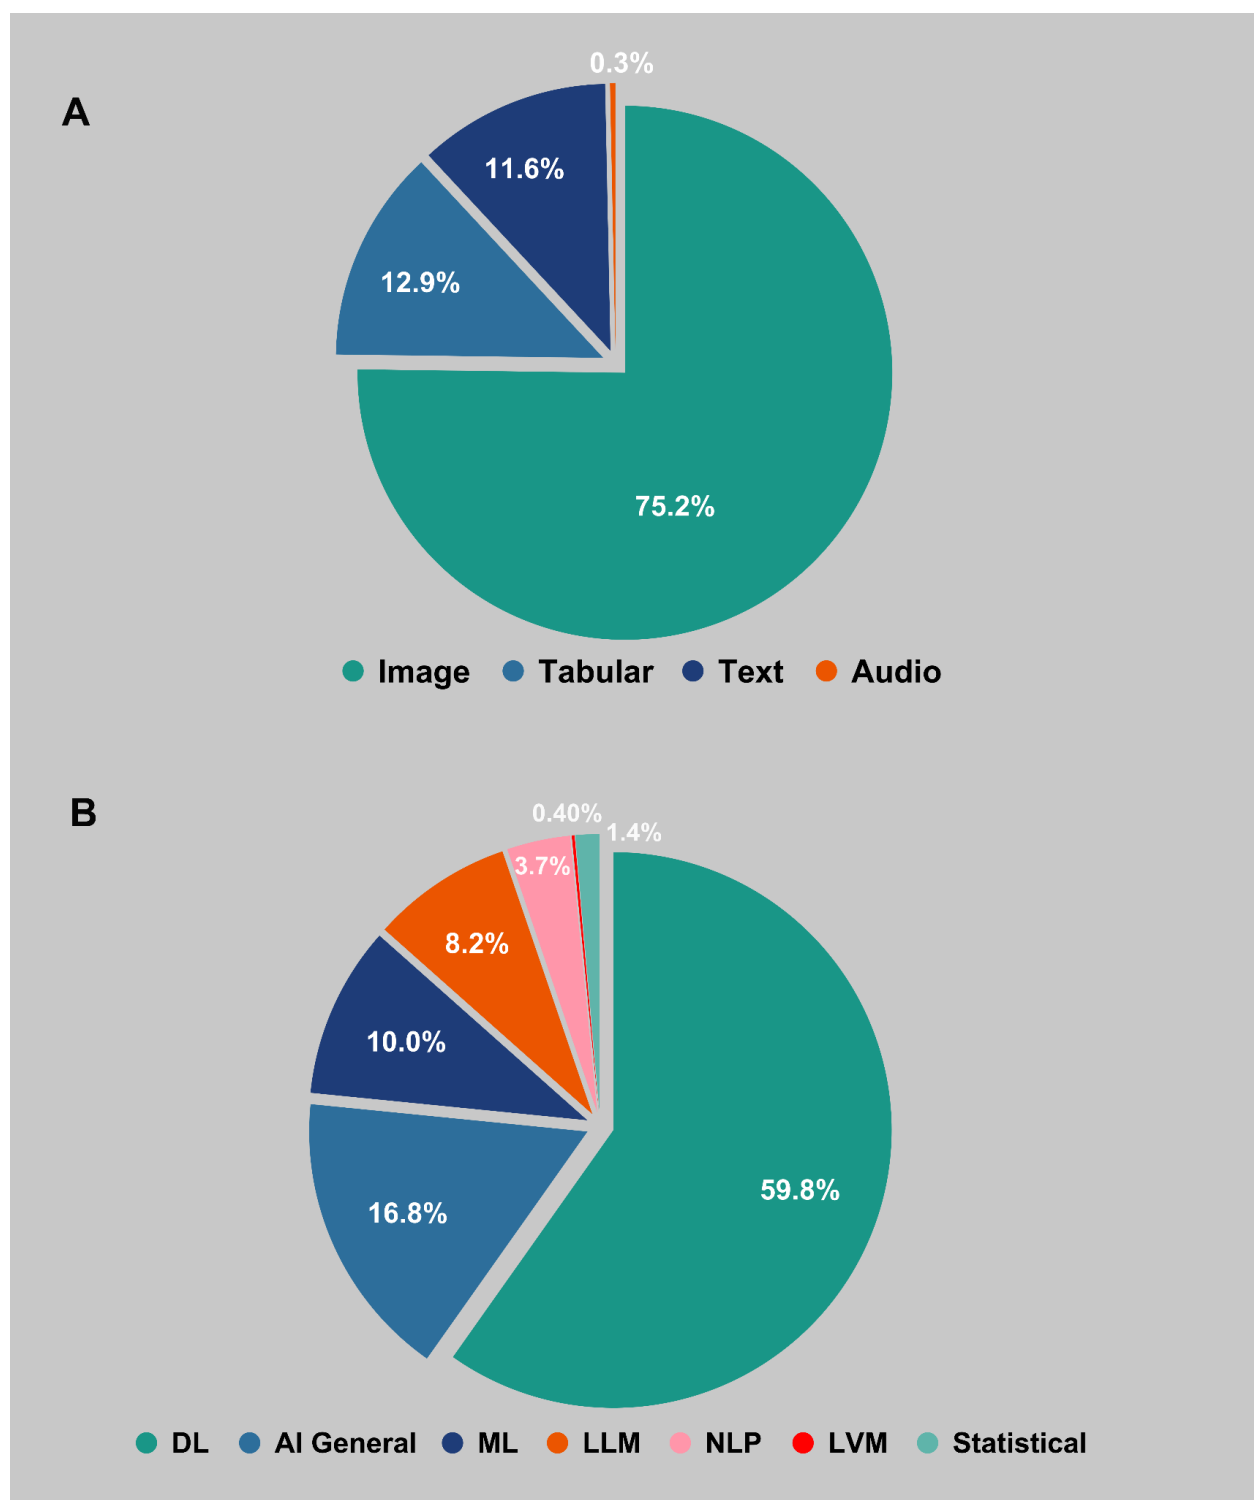 A
0.3%
11.6%
12.9%
75.2%
Image Tabular Text Audio
B
0.40%
1.4%
3.7%
8.2%
10.0%
59.8%
16.8%
DL AI General ML LLM NLP LVM Statistical